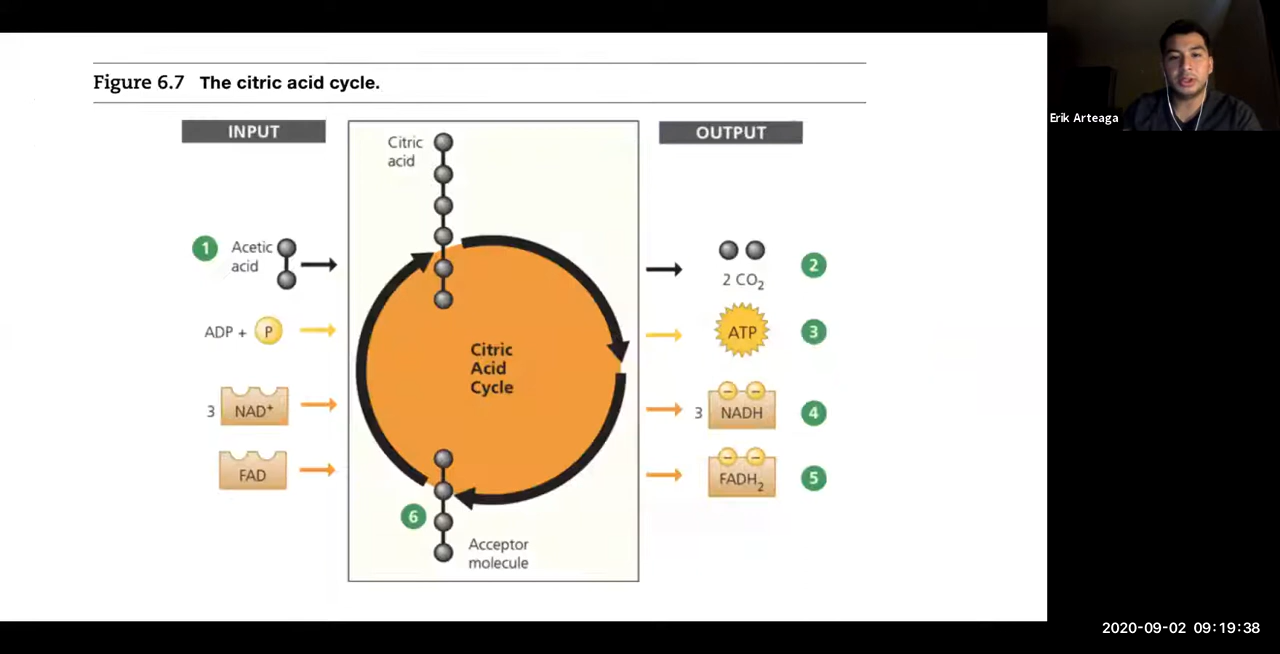 Figure 6.7 The citric acid cycle.
INPUT
OUTPUT
Citric
acid
1 Acetic
acid
2 CO₂
2
ADP + P
ATP
3
Citric
Acid
Cycle
3 NAD⁺
3 NADH
4
FAD
FADH₂
5
6
Acceptor
molecule
Erik Arteaga
2020-09-02 09:19:38